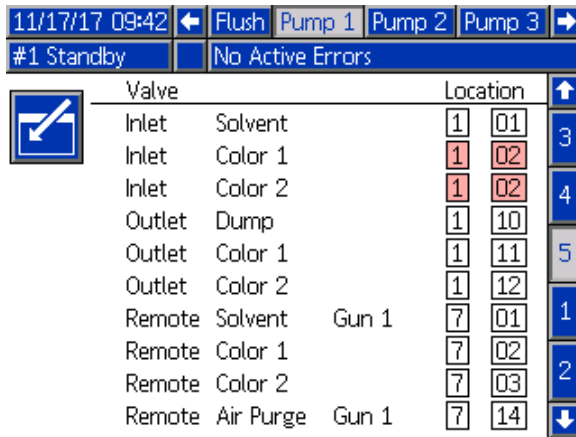 11/17/17 09:42 Flush Pump 1 Pump 2 Pump 3
#1 Standby No Active Errors
Valve Location
Inlet Solvent 1 01
Inlet Color 1 1 02
Inlet Color 2 1 02
Outlet Dump 1 10
Outlet Color 1 1 11
Outlet Color 2 1 12
Remote Solvent Gun 1 7 01
Remote Color 1 7 02
Remote Color 2 7 03
Remote Air Purge Gun 1 7 14
3
4
5
1
2